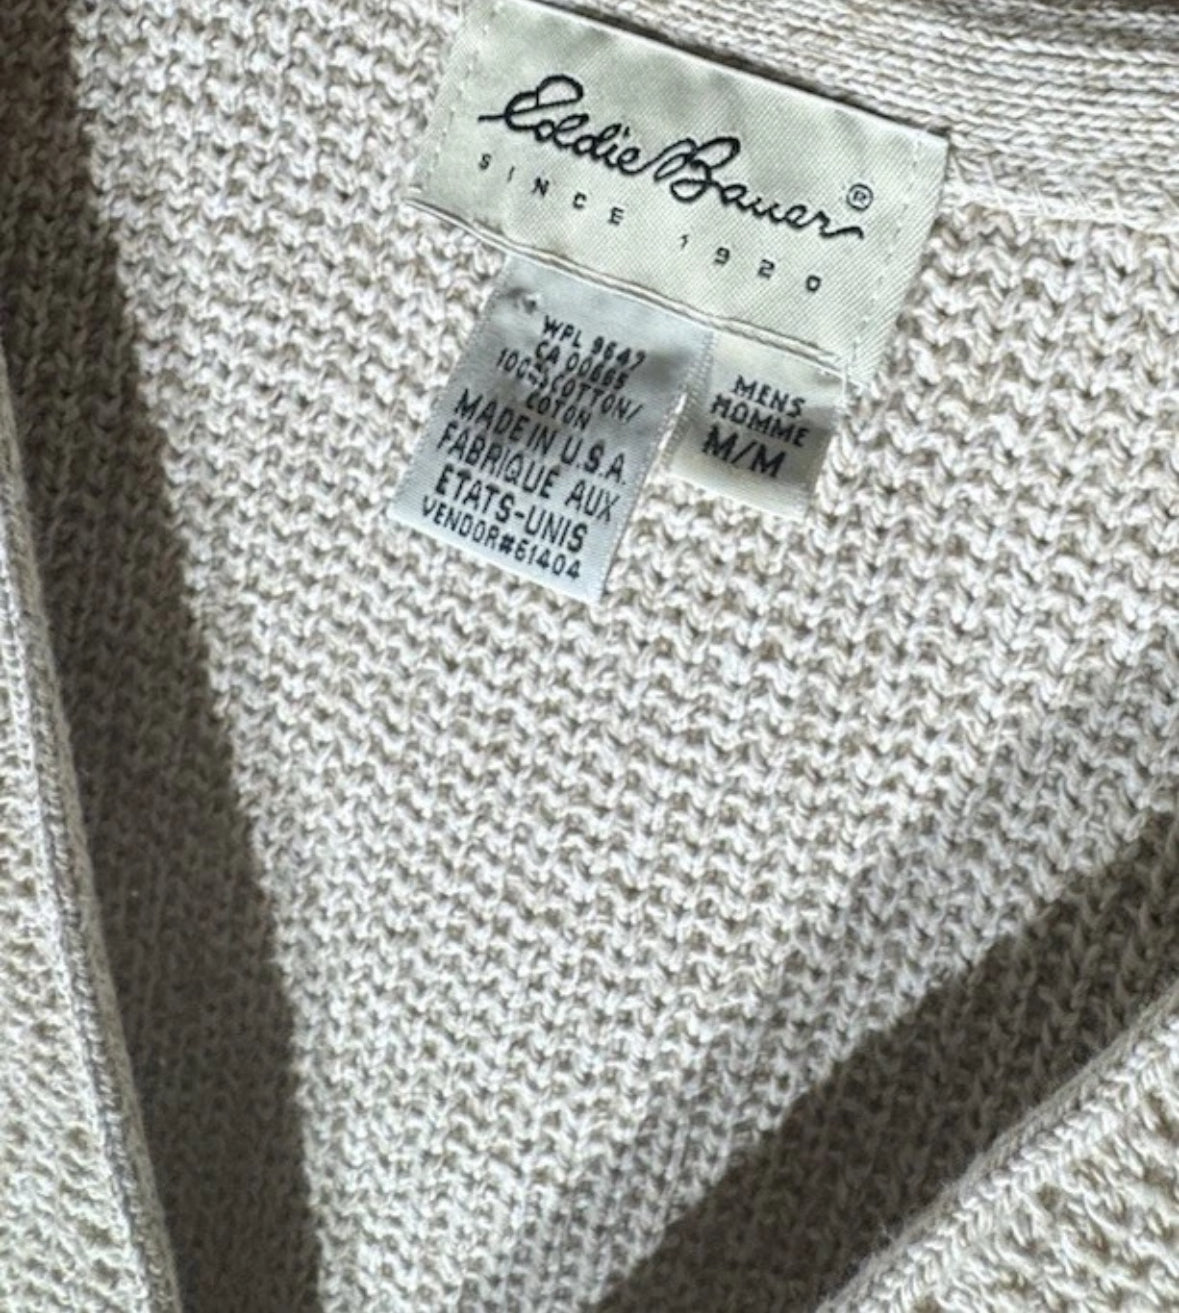 Eddie Bauer®
SINCE 1920
WPL 9647
CA 00665
100% COTTON/
COTON
MADE IN U.S.A.
FABRIQUE AUX
ETATS-UNIS
VENDOR#61404
MENS
HOMME
M/M